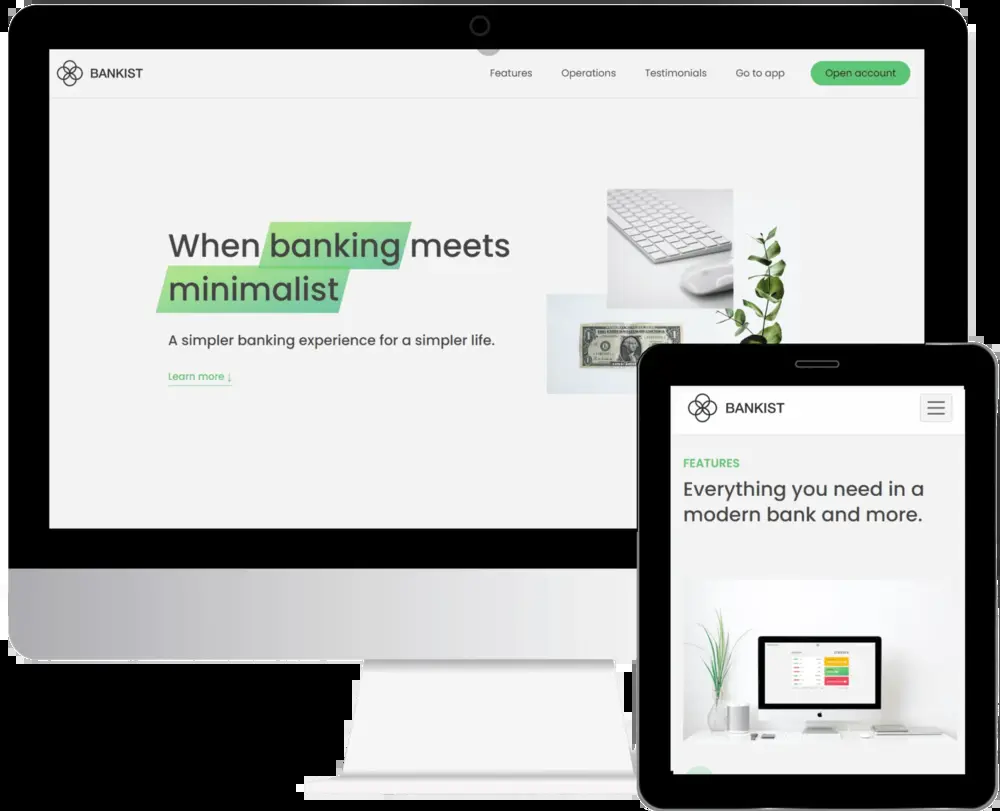 BANKIST
Features
Operations
Testimonials
Go to app
Open account
When banking meets
minimalist
A simpler banking experience for a simpler life.
Learn more ↓
BANKIST
FEATURES
Everything you need in a
modern bank and more.